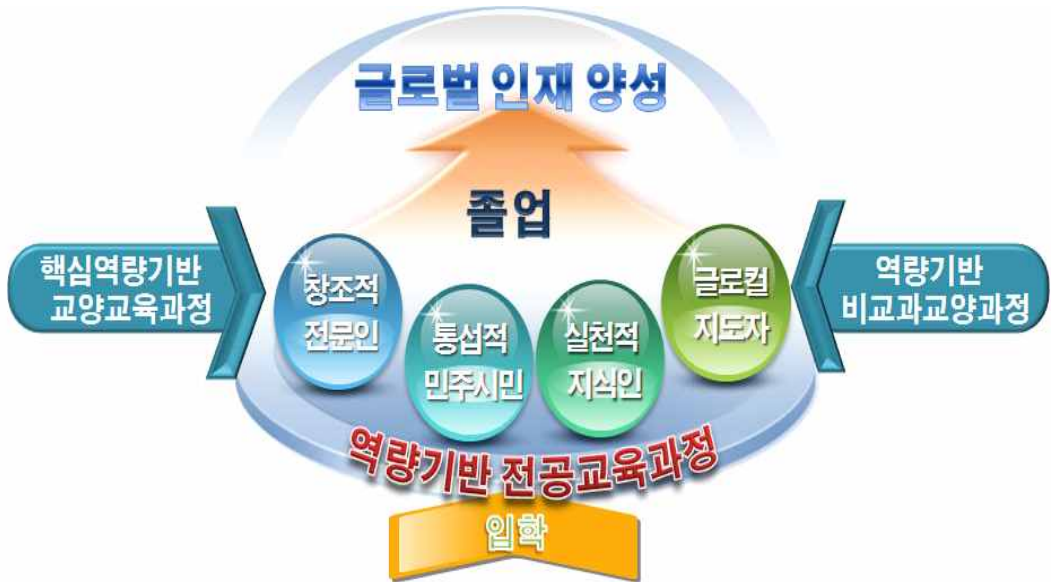 글로벌 인재 양성
졸업
핵심역량기반
교양교육과정
창조적
전문인
통섭적
민주시민
실천적
지식인
글로컬
지도자
역량기반
비교과교양과정
역량기반 전공교육과정
입학